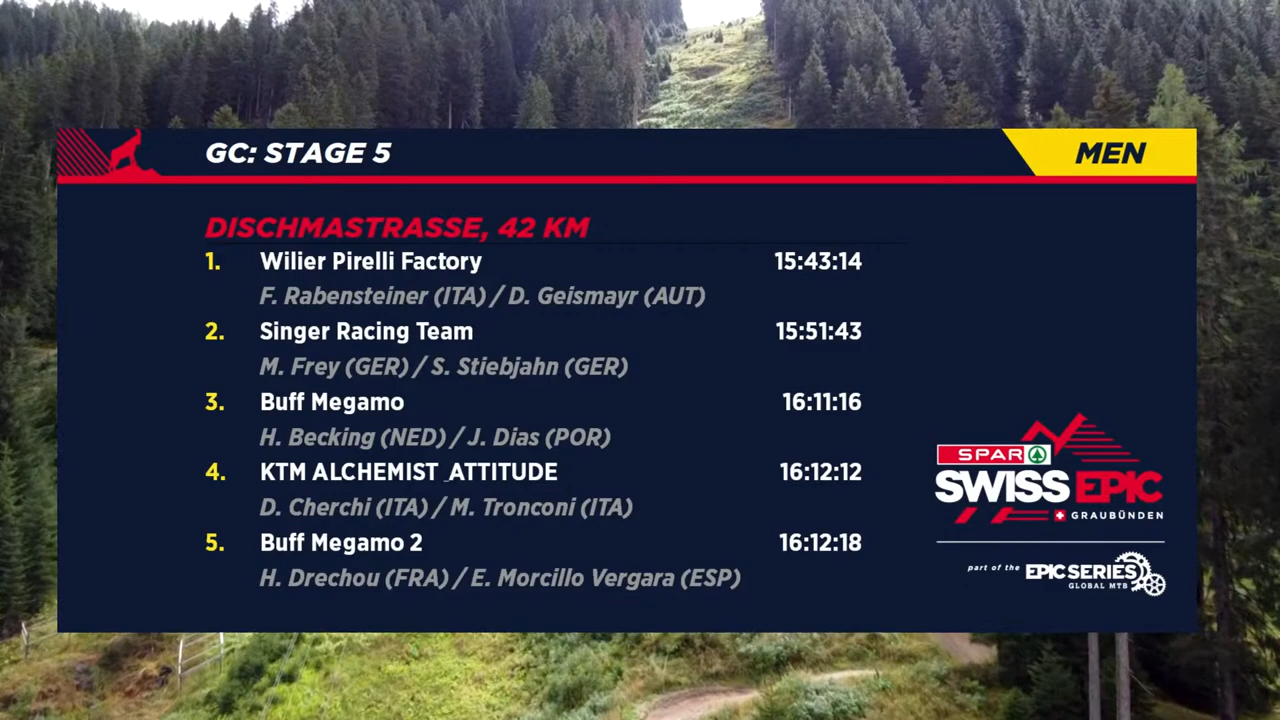 GC: STAGE 5
MEN
DISCHMASTRASSE, 42 KM
1. Wilier Pirelli Factory 15:43:14
F. Rabensteiner (ITA) / D. Geismayr (AUT)
2. Singer Racing Team 15:51:43
M. Frey (GER) / S. Stiebjahn (GER)
3. Buff Megamo 16:11:16
H. Becking (NED) / J. Dias (POR)
4. KTM ALCHEMIST_ATTITUDE 16:12:12
D. Cherchi (ITA) / M. Tronconi (ITA)
5. Buff Megamo 2 16:12:18
H. Drechou (FRA) / E. Morcillo Vergara (ESP)
SPAR
SWISS EPIC
GRAUBÜNDEN
part of the EPIC SERIES
GLOBAL MTB